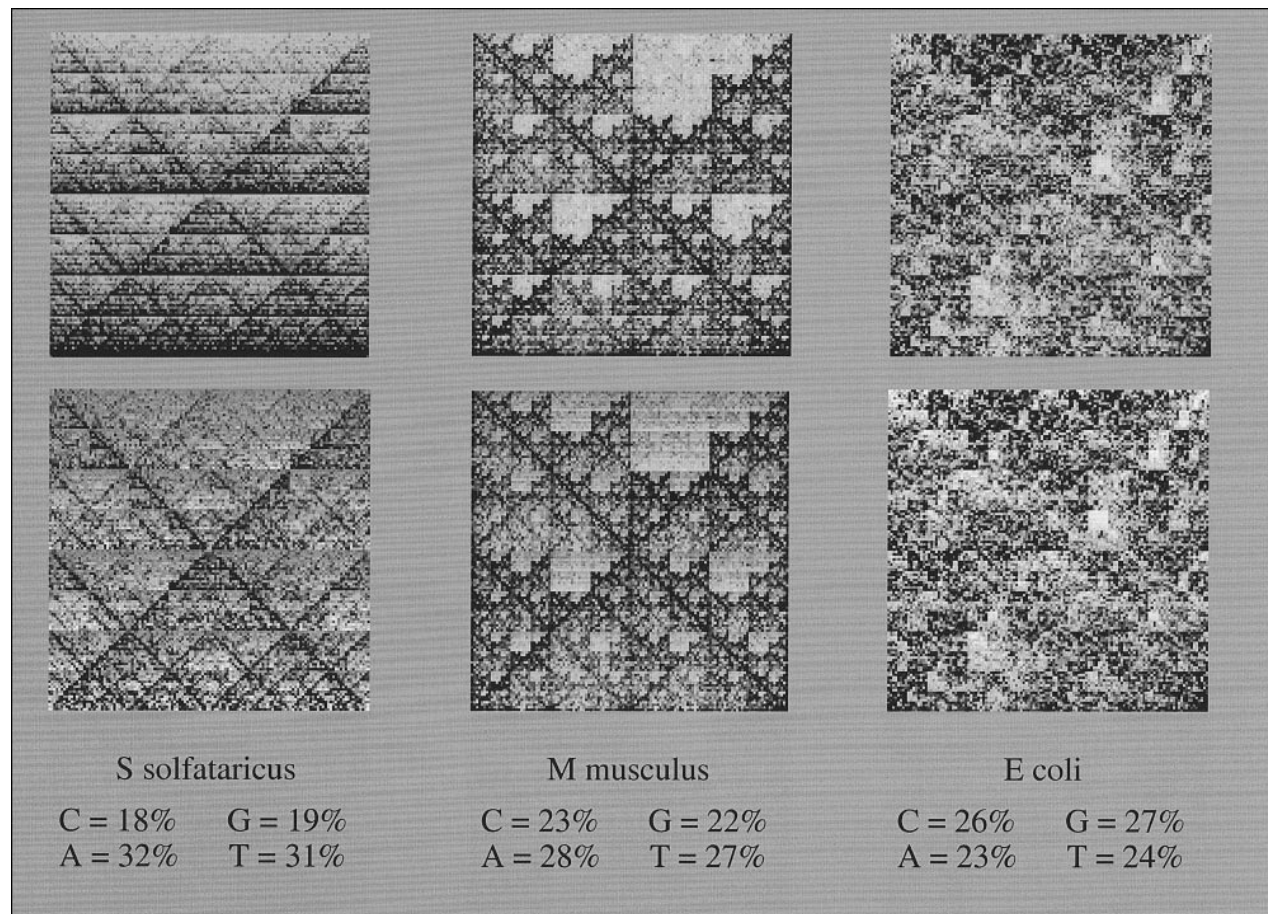 S solfataricus M musculus E coli
C = 18% G = 19% C = 23% G = 22% C = 26% G = 27%
A = 32% T = 31% A = 28% T = 27% A = 23% T = 24%